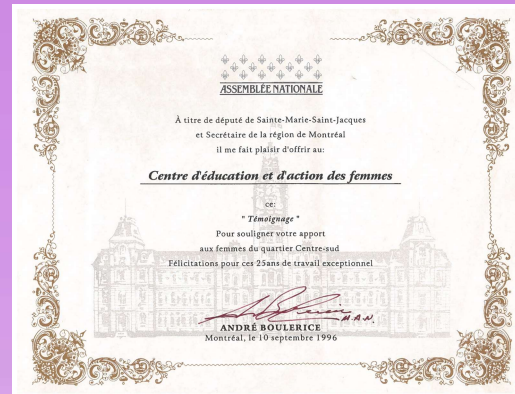 ASSEMBLÉE NATIONALE
À titre de député de Sainte-Marie-Saint-Jacques
et Secrétaire de la région de Montréal
il me fait plaisir d'offrir au:
Centre d'éducation et d'action des femmes
ce:
" Témoignage "
Pour souligner votre apport
aux femmes du quartier Centre-sud
Félicitations pour ces 25ans de travail exceptionnel
M.A.N.
ANDRÉ BOULERICE
Montréal, le 10 septembre 1996